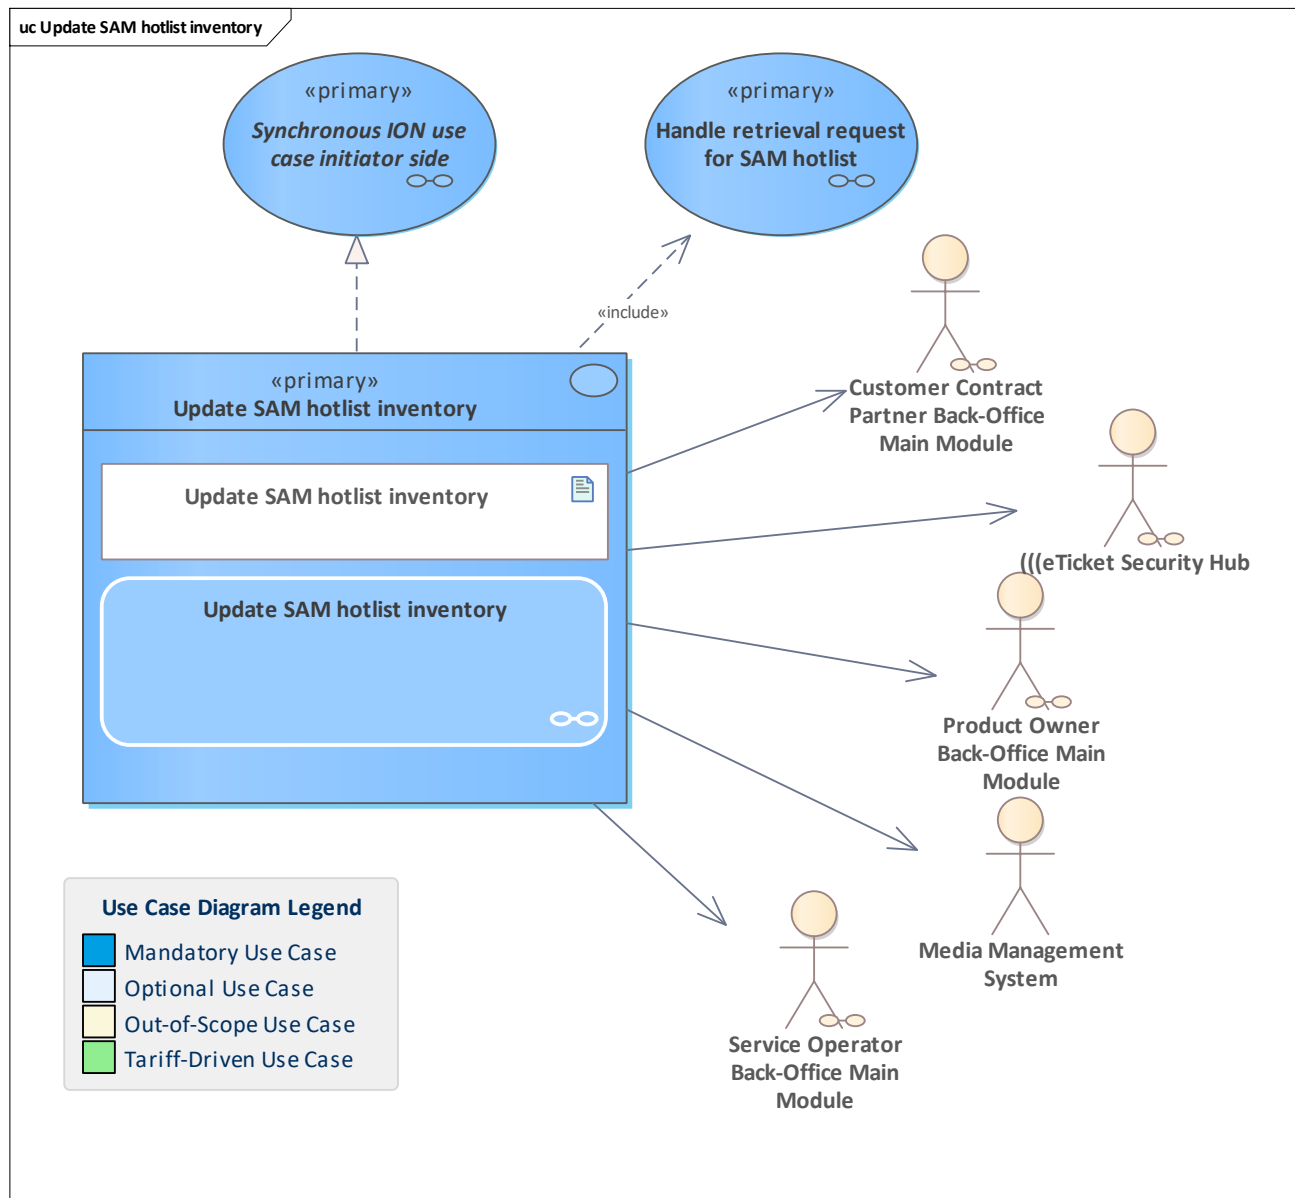 uc Update SAM hotlist inventory
«primary»
Synchronous ION use
case initiator side
«primary»
Handle retrieval request
for SAM hotlist
«include»
«primary»
Update SAM hotlist inventory
Update SAM hotlist inventory
Update SAM hotlist inventory
Customer Contract
Partner Back-Office
Main Module
(((eTicket Security Hub
Product Owner
Back-Office Main
Module
Media Management
System
Service Operator
Back-Office Main
Module
Use Case Diagram Legend
Mandatory Use Case
Optional Use Case
Out-of-Scope Use Case
Tariff-Driven Use Case